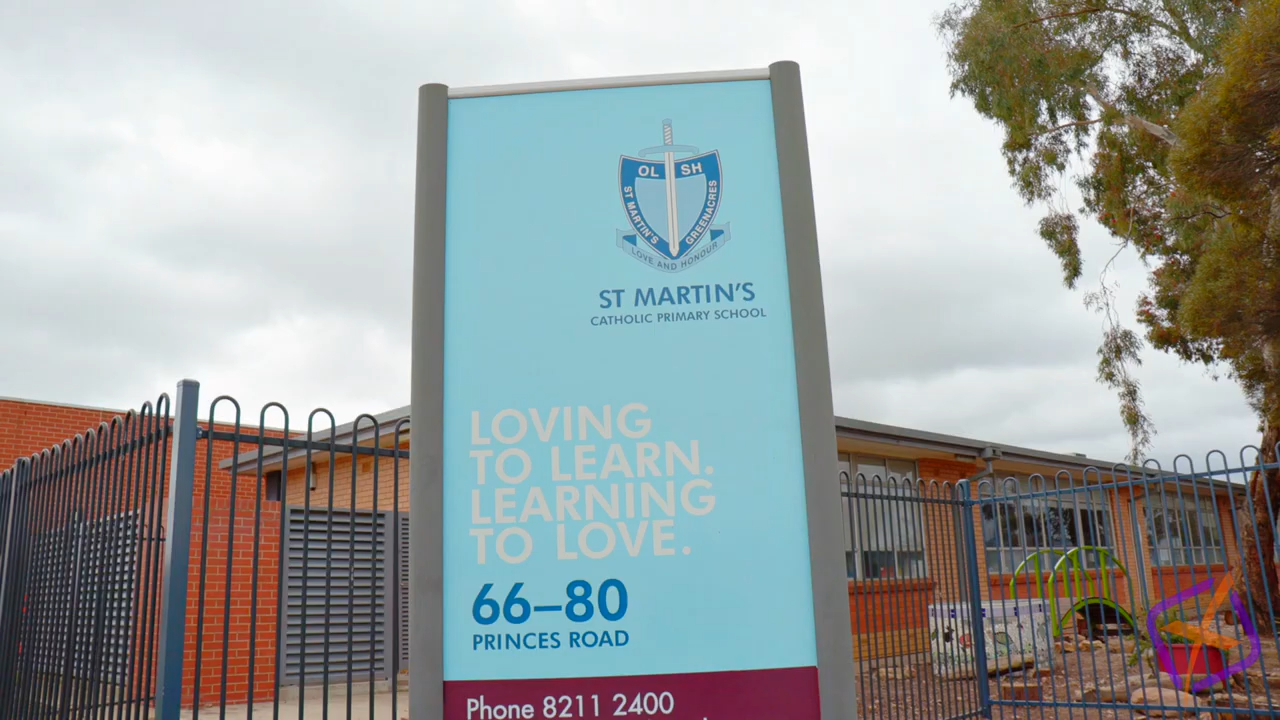 OL SH
ST MARTIN'S GREENACRES
LOVE AND HONOUR
ST MARTIN'S
CATHOLIC PRIMARY SCHOOL
LOVING
TO LEARN.
LEARNING
TO LOVE.
66–80
PRINCES ROAD
Phone 8211 2400